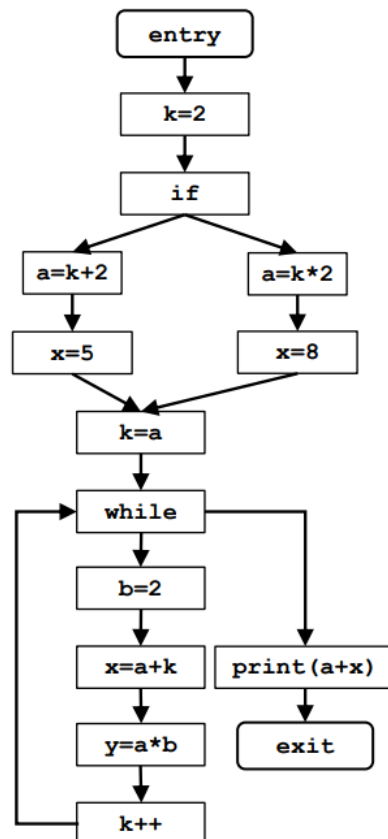 entry
k=2
if
a=k+2
a=k*2
x=5
x=8
k=a
while
b=2
x=a+k
print(a+x)
y=a*b
exit
k++